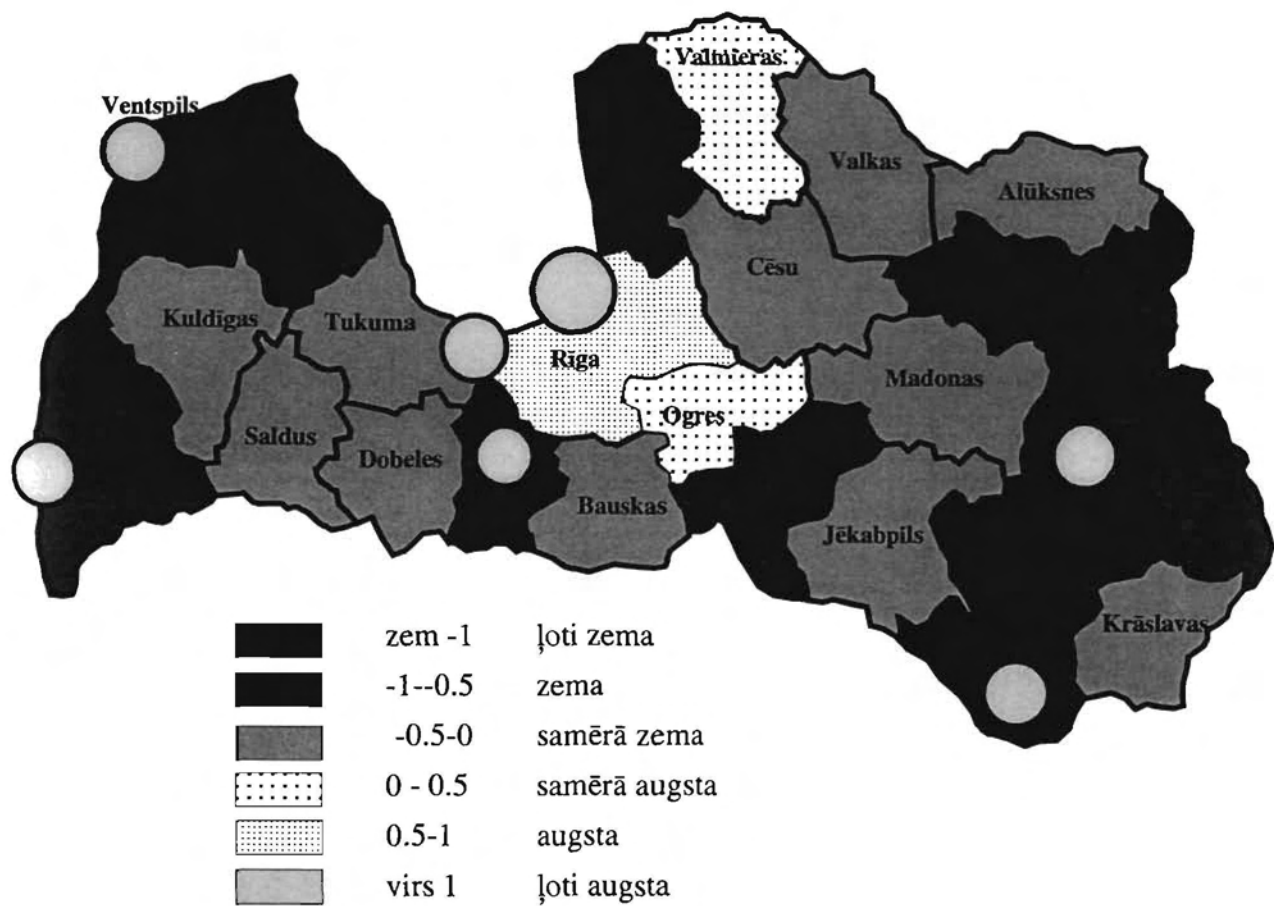 Valmieras
Ventspils
Valkas
Alūksnes
Cēsu
Kuldīgas
Tukuma
Rīga
Madonas
Ogres
Saldus
Dobeles
Bauskas
Jēkabpils
Krāslavas
zem -1 ļoti zema
-1--0.5 zema
-0.5-0 samērā zema
0 - 0.5 samērā augsta
0.5-1 augsta
virs 1 ļoti augsta